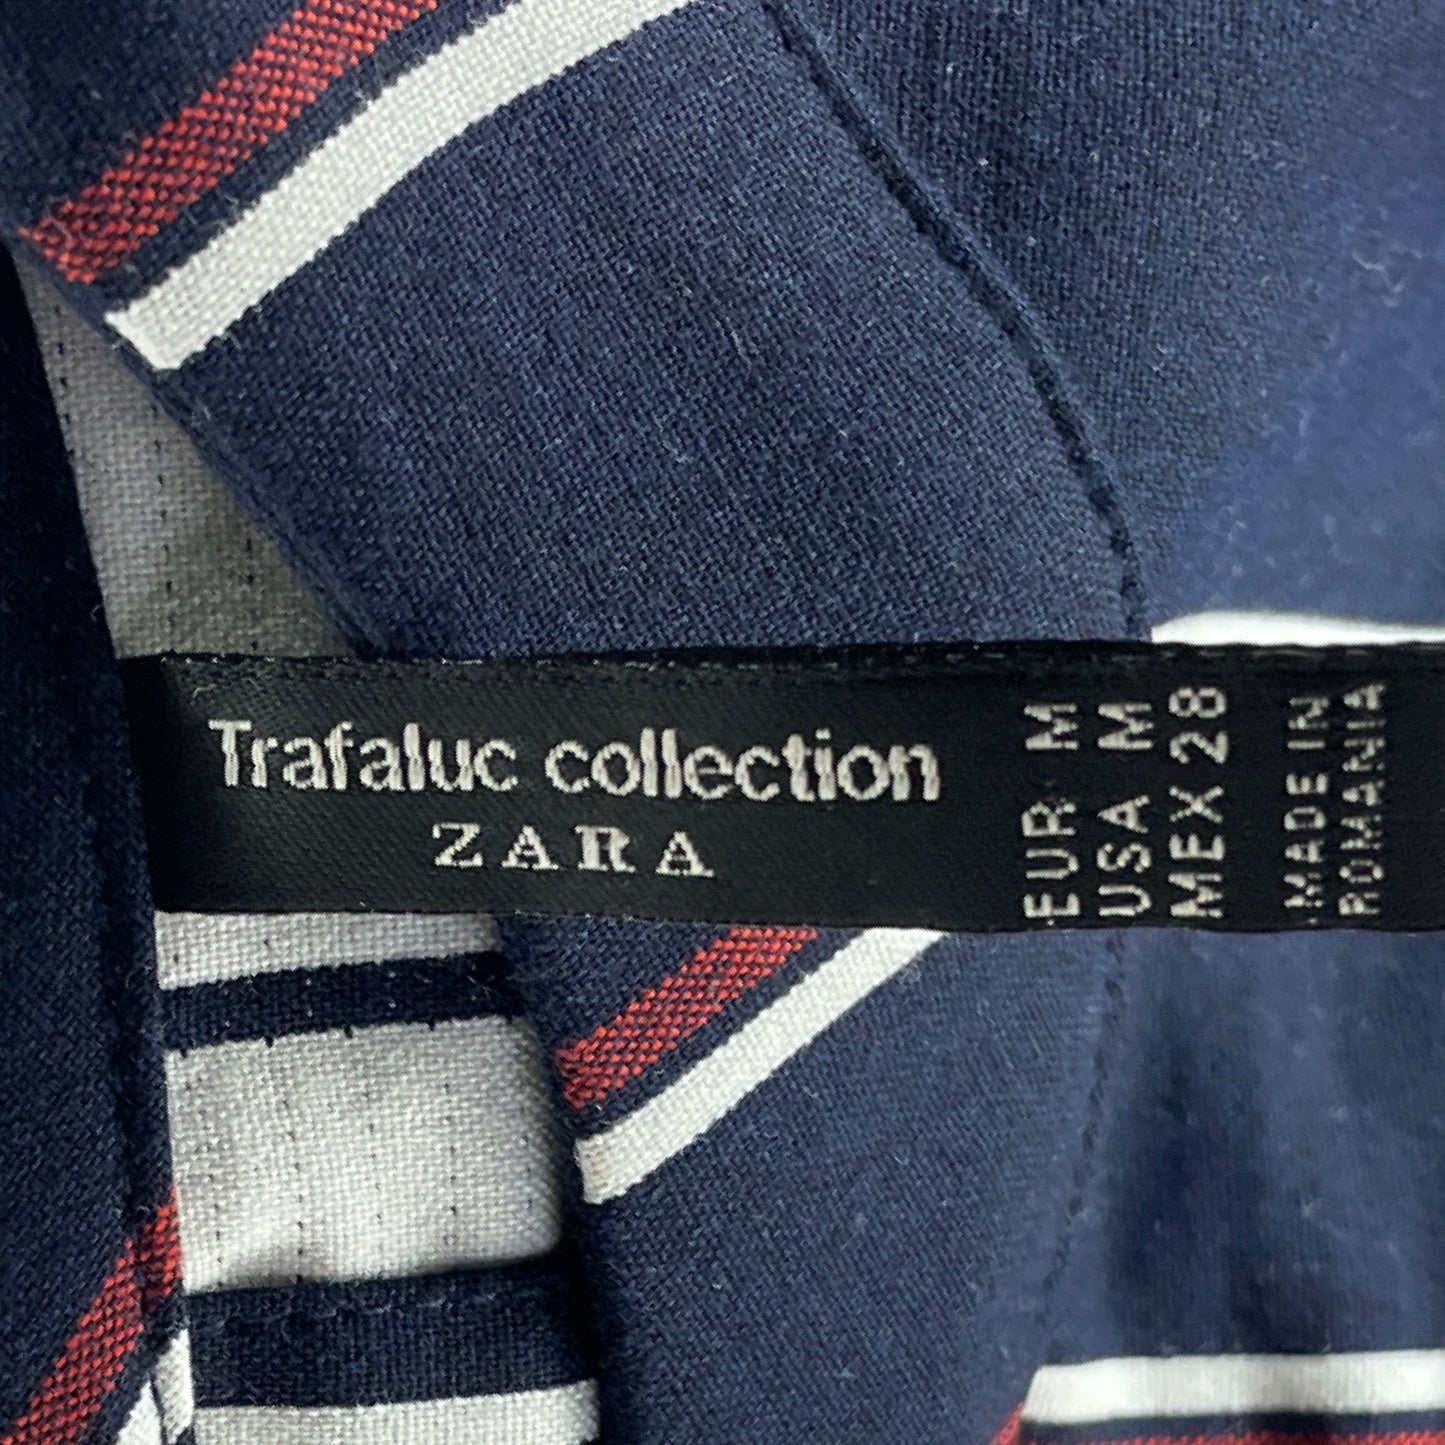 Trafaluc collection
ZARA
EUR M
USA M
MEX 28
MADE IN
ROMANIA